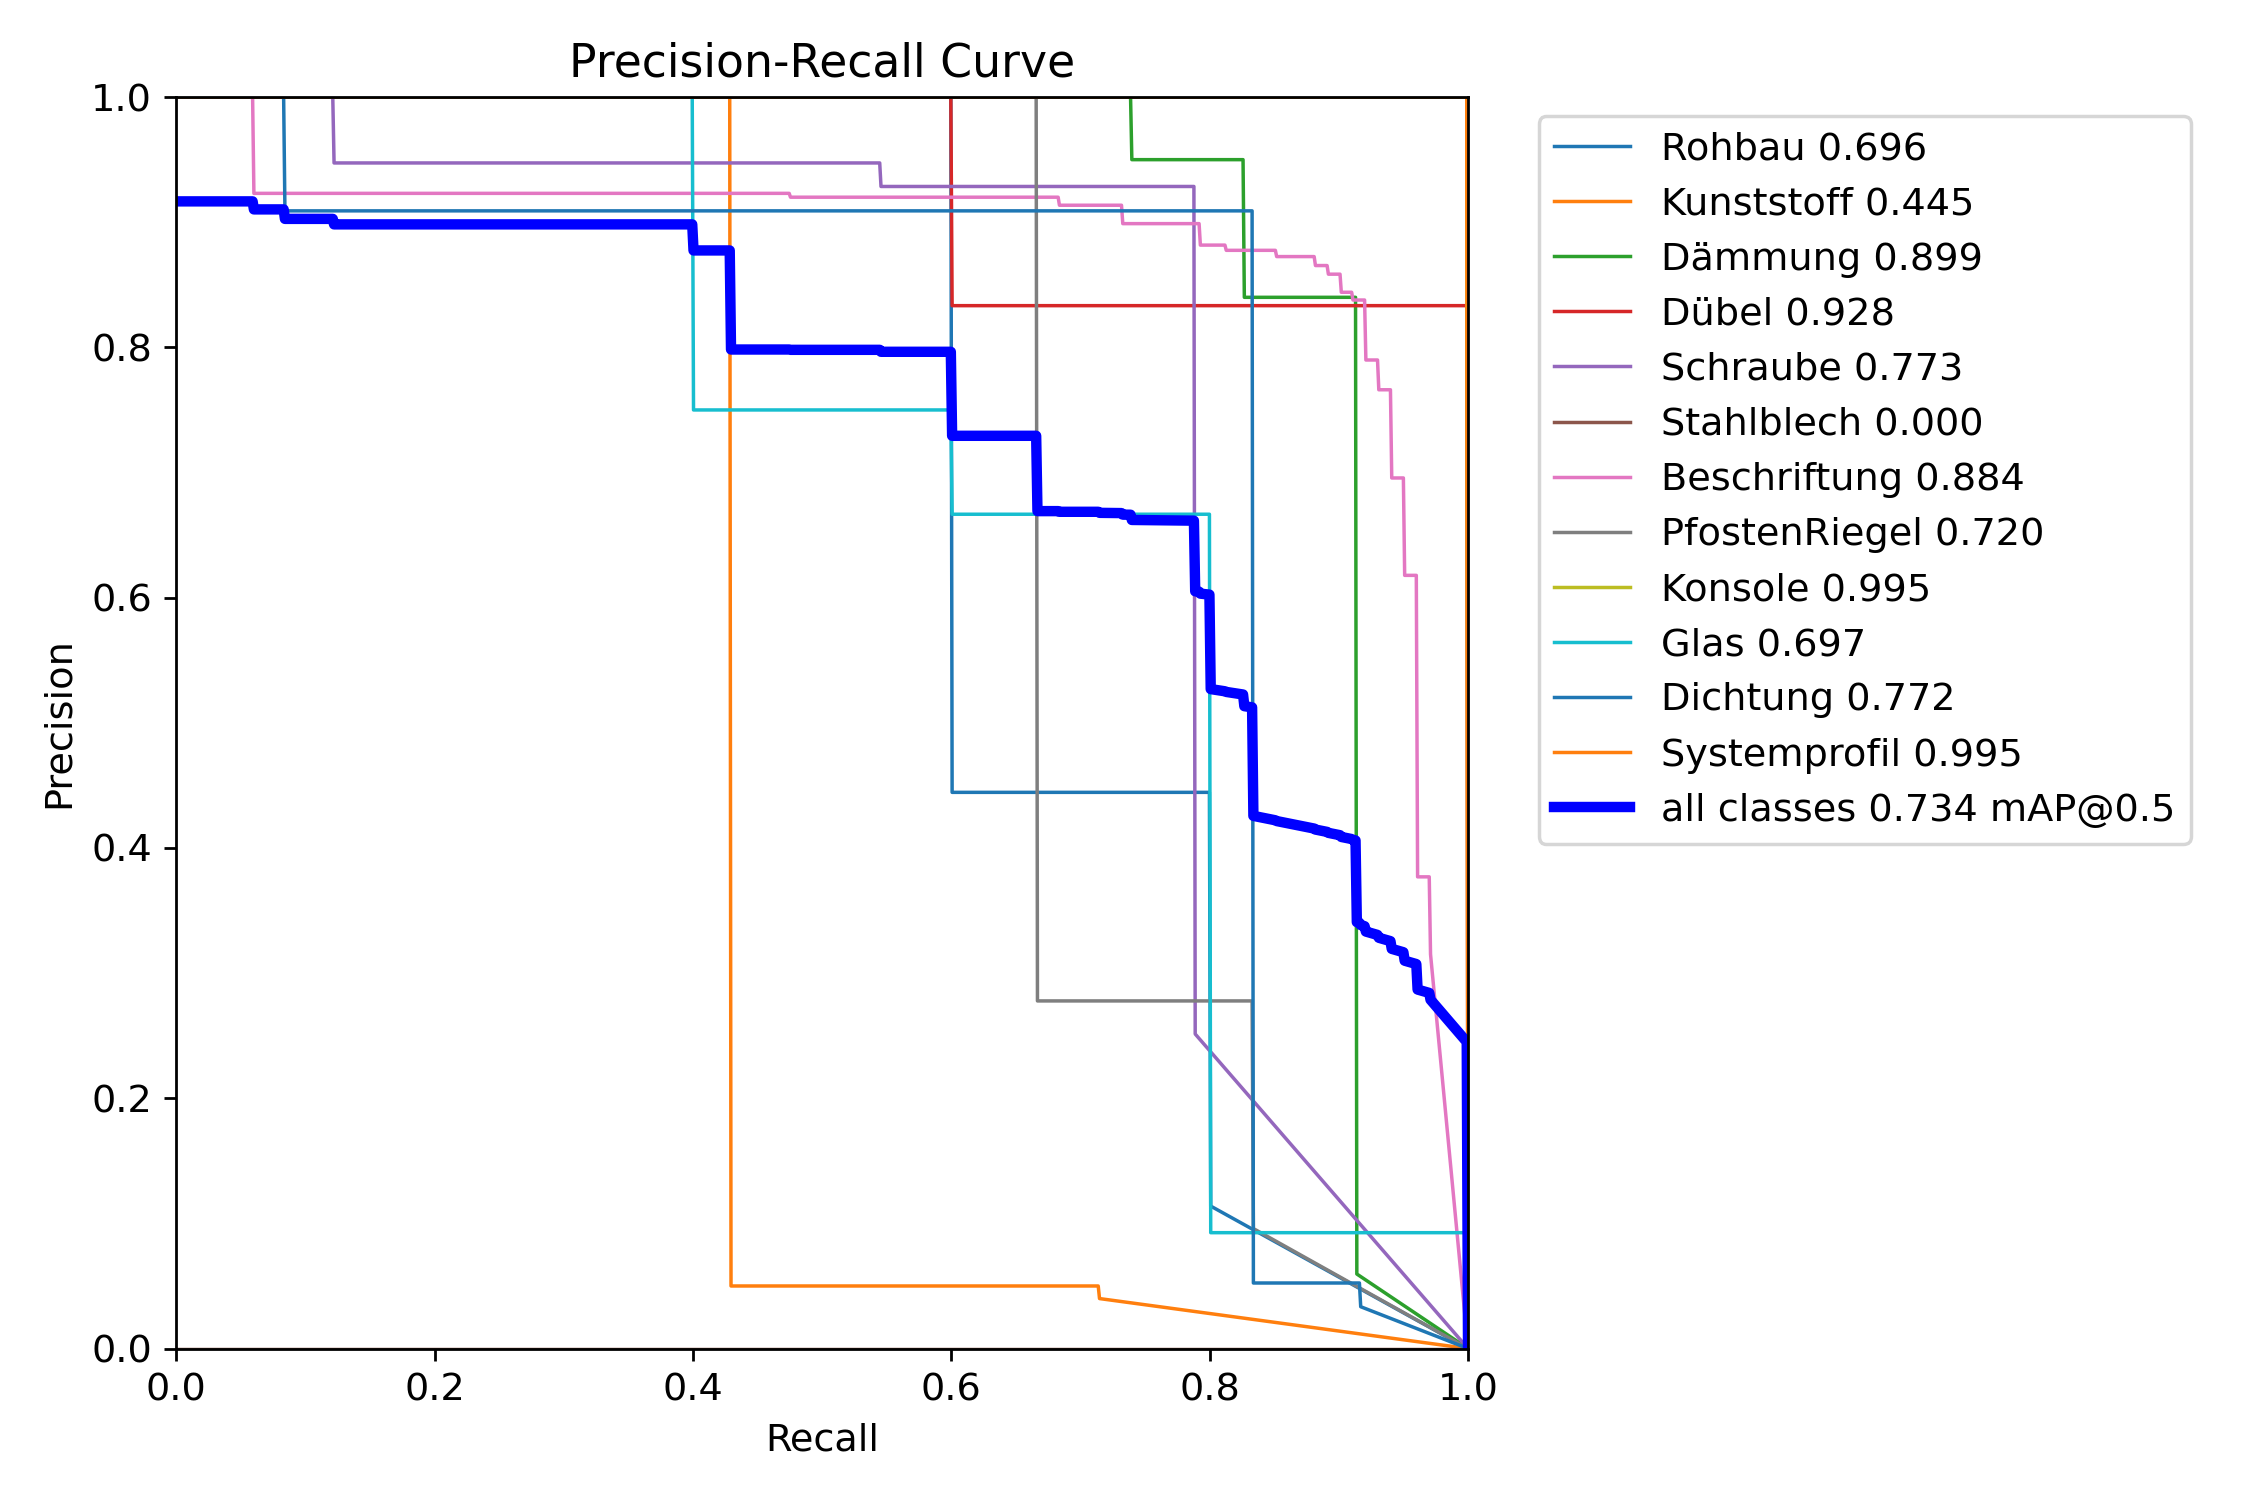 Precision-Recall Curve
1.0
0.8
0.6
0.4
0.2
0.0
Precision
0.0 0.2 0.4 0.6 0.8 1.0
Recall
Rohbau 0.696
Kunststoff 0.445
Dämmung 0.899
Dübel 0.928
Schraube 0.773
Stahlblech 0.000
Beschriftung 0.884
PfostenRiegel 0.720
Konsole 0.995
Glas 0.697
Dichtung 0.772
Systemprofil 0.995
all classes 0.734 mAP@0.5